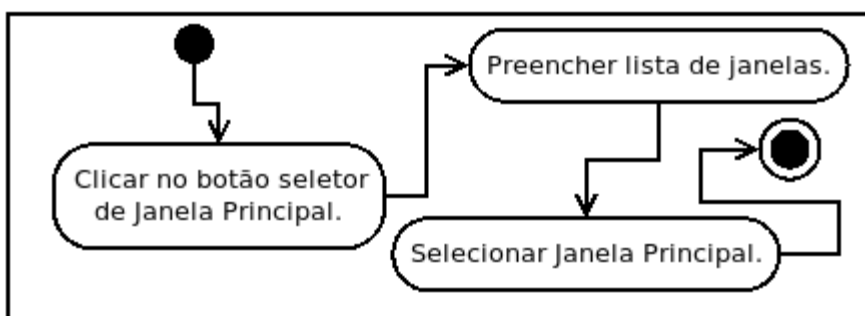 Clicar no botão seletor
de Janela Principal.
Preencher lista de janelas.
Selecionar Janela Principal.